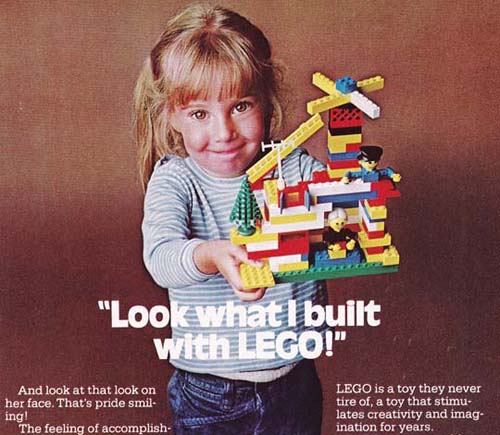 "Look what I built
with LEGO!"
And look at that look on
her face. That's pride smil-
ing!
The feeling of accomplish-
LEGO is a toy they never
tire of, a toy that stimu-
lates creativity and imag-
ination for years.